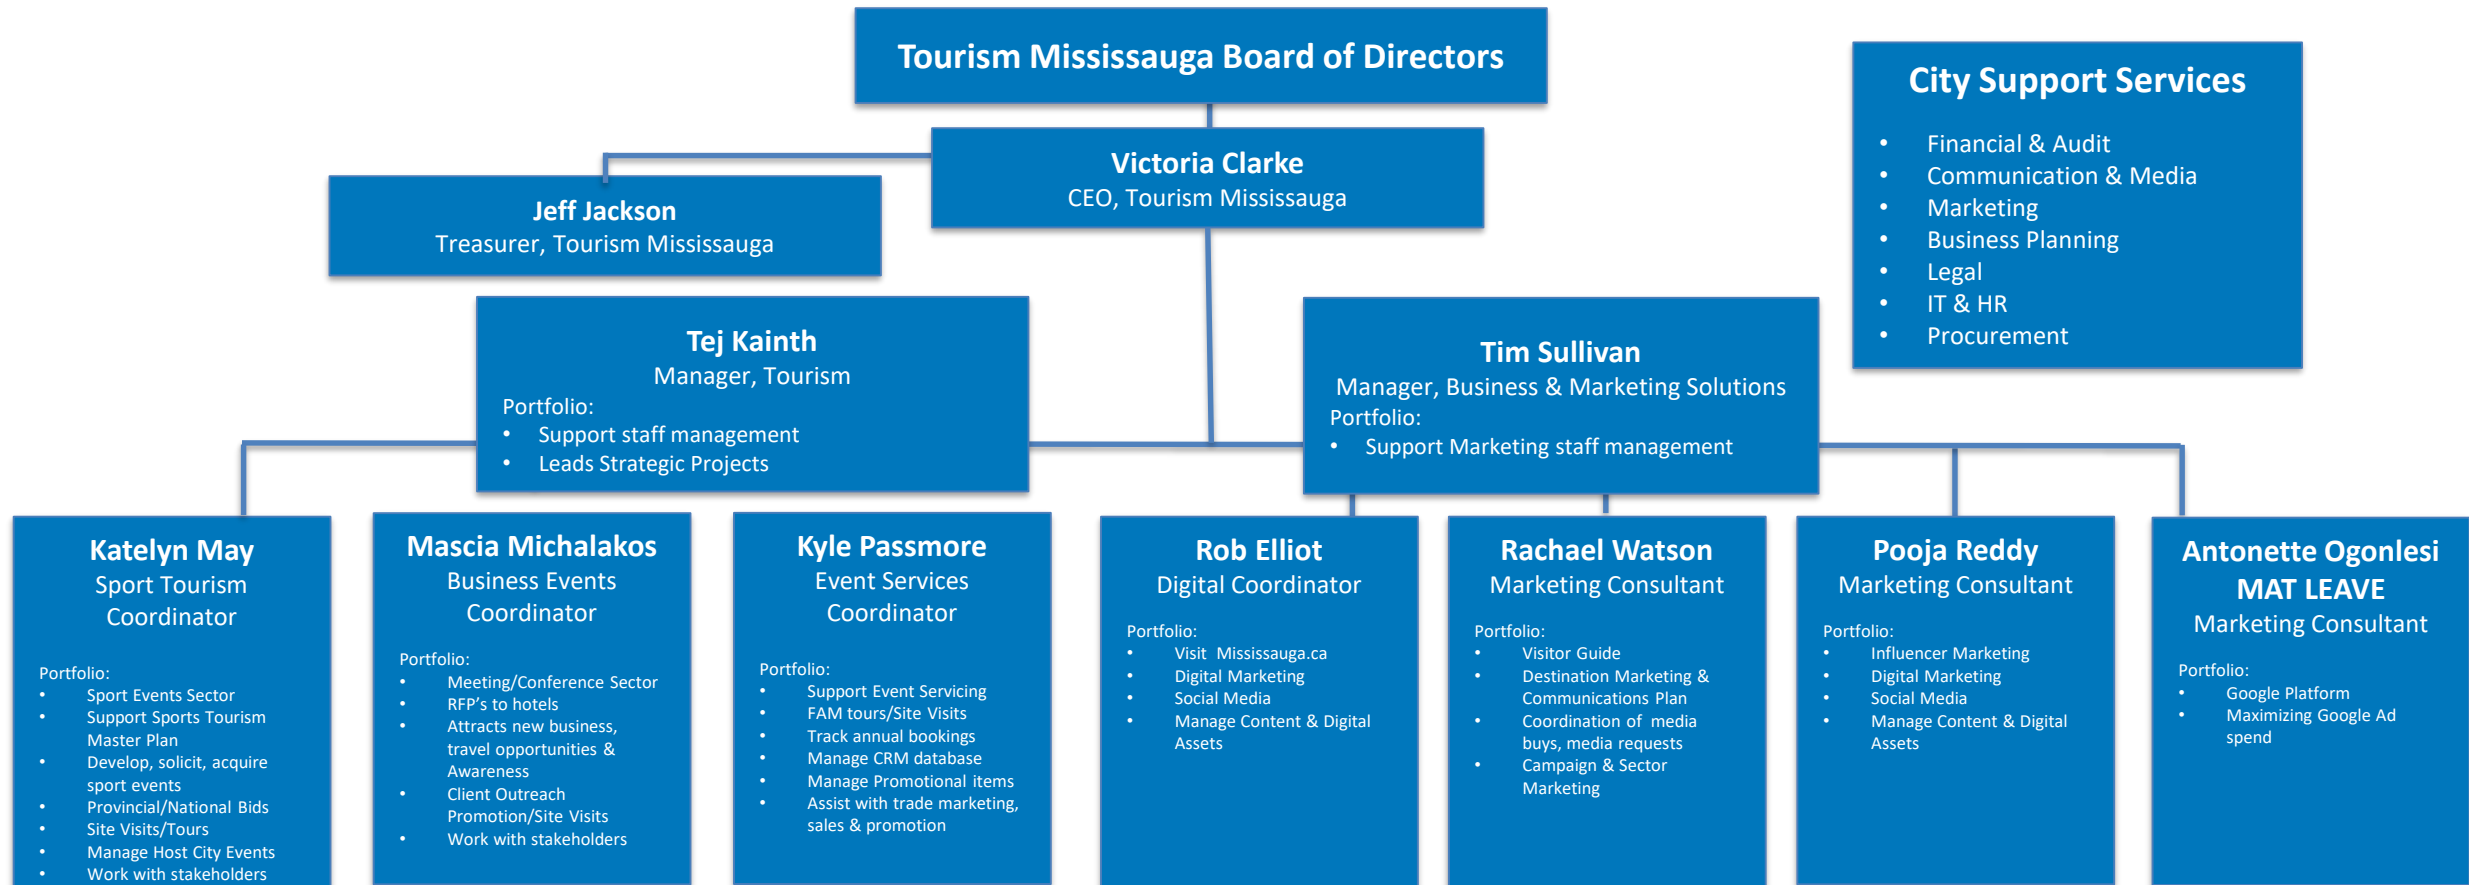 Tourism Mississauga Board of Directors
City Support Services
• Financial & Audit
• Communication & Media
• Marketing
• Business Planning
• Legal
• IT & HR
• Procurement
Victoria Clarke
CEO, Tourism Mississauga
Jeff Jackson
Treasurer, Tourism Mississauga
Tej Kainth
Manager, Tourism
Portfolio:
• Support staff management
• Leads Strategic Projects
Tim Sullivan
Manager, Business & Marketing Solutions
Portfolio:
• Support Marketing staff management
Katelyn May
Sport Tourism
Coordinator
Portfolio:
• Sport Events Sector
• Support Sports Tourism
Master Plan
• Develop, solicit, acquire
sport events
• Provincial/National Bids
• Site Visits/Tours
• Manage Host City Events
• Work with stakeholders
Mascia Michalakos
Business Events
Coordinator
Portfolio:
• Meeting/Conference Sector
• RFP's to hotels
• Attracts new business,
travel opportunities &
Awareness
• Client Outreach
Promotion/Site Visits
• Work with stakeholders
Kyle Passmore
Event Services
Coordinator
Portfolio:
• Support Event Servicing
• FAM tours/Site Visits
• Track annual bookings
• Manage CRM database
• Manage Promotional items
• Assist with trade marketing,
sales & promotion
Rob Elliot
Digital Coordinator
Portfolio:
• Visit Mississauga.ca
• Digital Marketing
• Social Media
• Manage Content & Digital
Assets
Rachael Watson
Marketing Consultant
Portfolio:
• Visitor Guide
• Destination Marketing &
Communications Plan
• Coordination of media
buys, media requests
• Campaign & Sector
Marketing
Pooja Reddy
Marketing Consultant
Portfolio:
• Influencer Marketing
• Digital Marketing
• Social Media
• Manage Content & Digital
Assets
Antonette Ogonlesi
MAT LEAVE
Marketing Consultant
Portfolio:
• Google Platform
• Maximizing Google Ad
spend